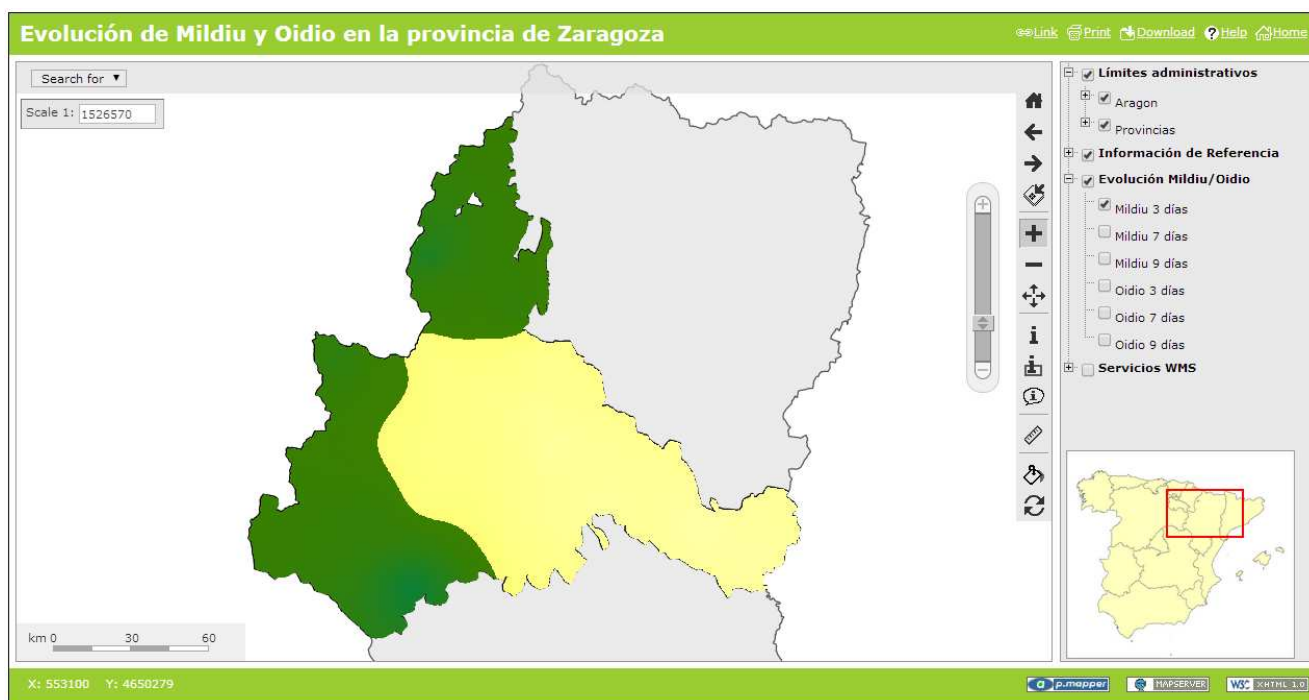 Evolución de Mildiu y Oidio en la provincia de Zaragoza
Link Print Download Help Home
Search for
Scale 1: 1526570
Límites administrativos
Aragon
Provincias
Información de Referencia
Evolución Mildiu/Oidio
Mildiu 3 días
Mildiu 7 días
Mildiu 9 días
Oidio 3 días
Oidio 7 días
Oidio 9 días
Servicios WMS
km 0 30 60
X: 553100 Y: 4650279
p.mapper MAPSERVER W3C XHTML 1.0